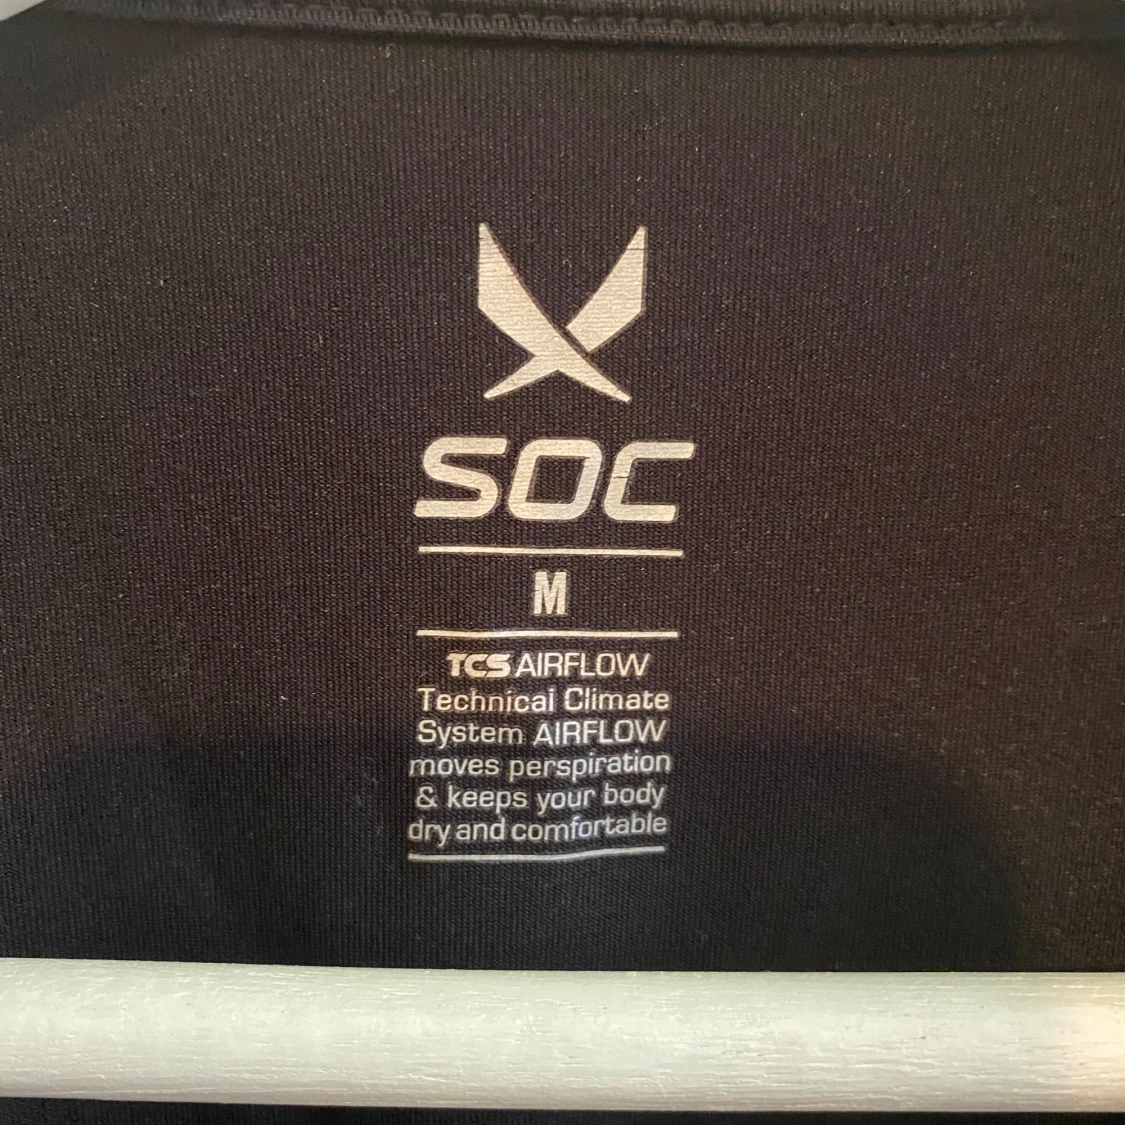 SOC
M
TCS AIRFLOW
Technical Climate
System AIRFLOW
moves perspiration
& keeps your body
dry and comfortable